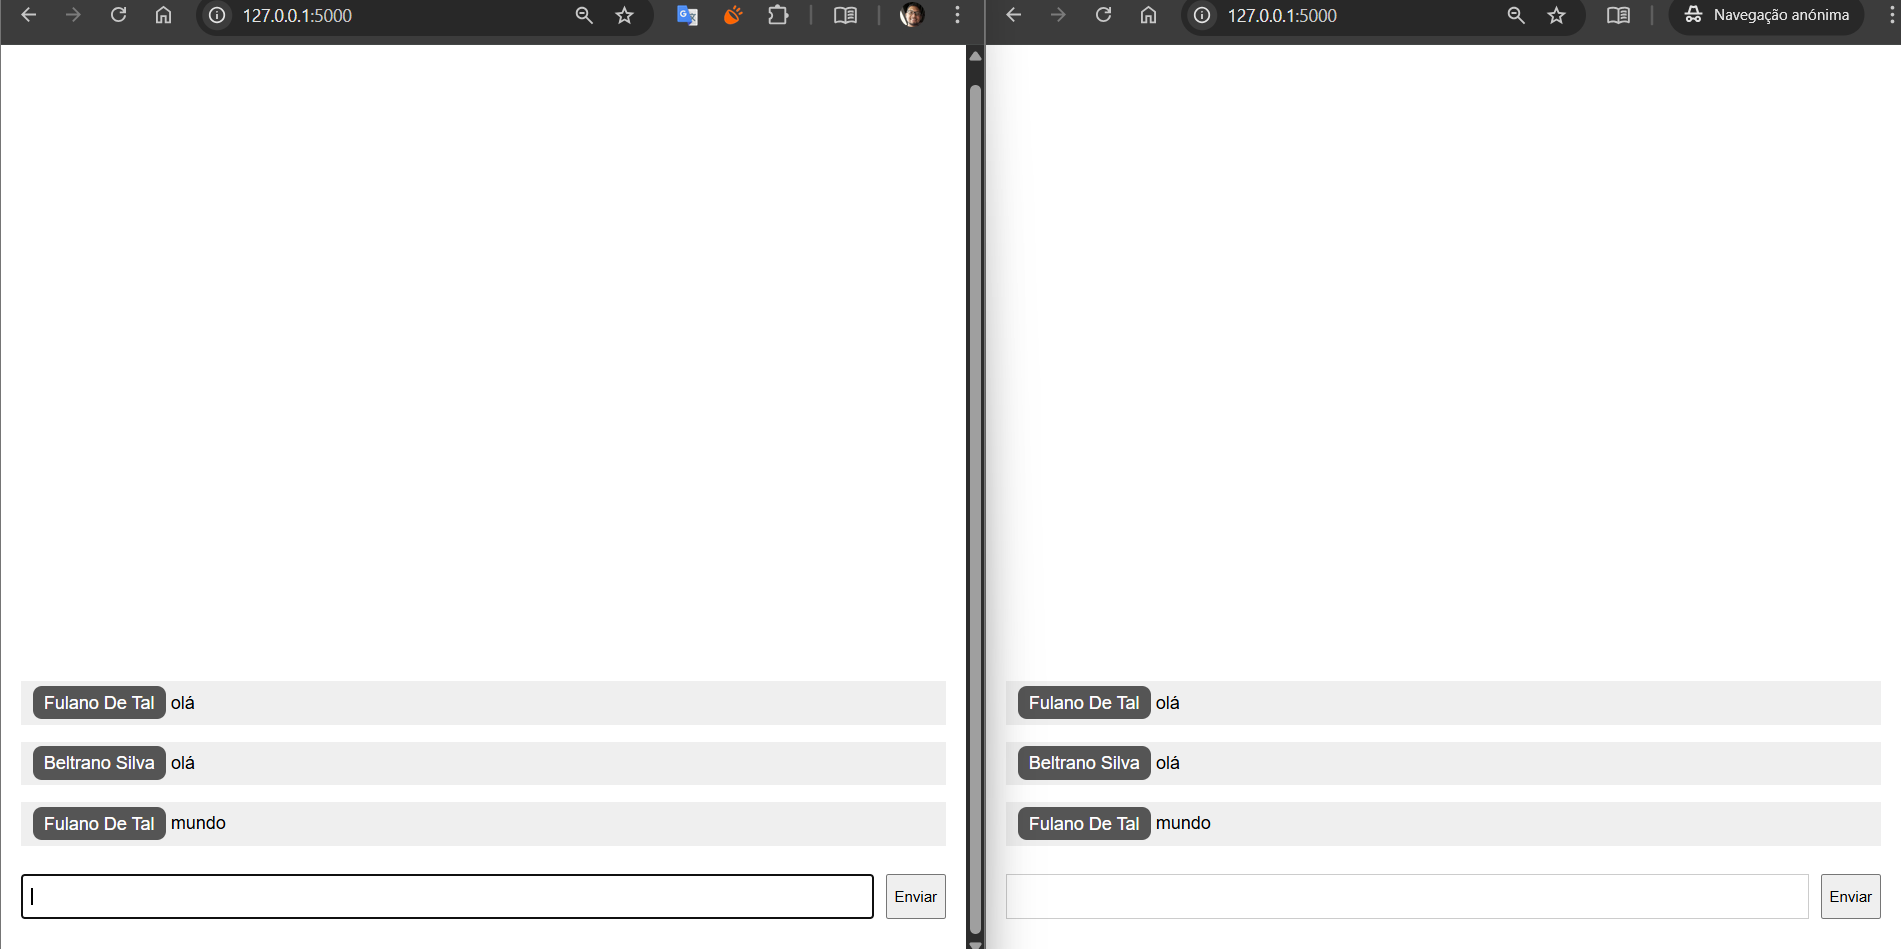 127.0.0.1:5000
Fulano De Tal olá
Beltrano Silva olá
Fulano De Tal mundo
Enviar
127.0.0.1:5000 Navegação anónima
Fulano De Tal olá
Beltrano Silva olá
Fulano De Tal mundo
Enviar